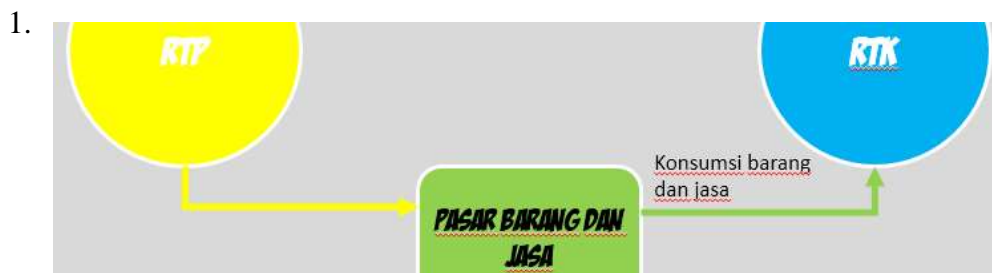 1.
RTP
RTK
Konsumsi barang
dan jasa
PASAR BARANG DAN
JASA